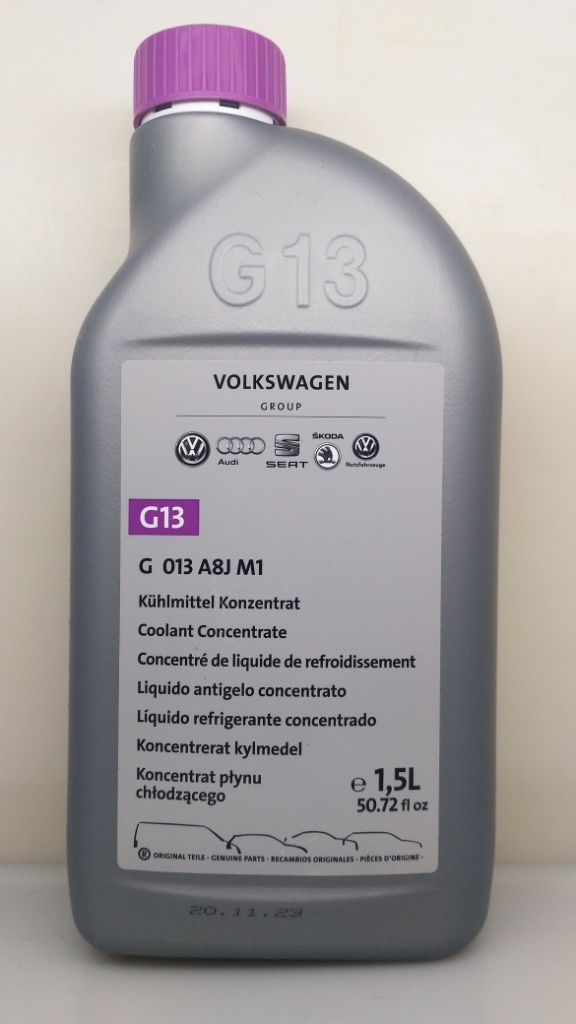 G13
VOLKSWAGEN
GROUP
Audi SEAT ŠKODA Nutzfahrzeuge
G13
G 013 A8J M1
Kühlmittel Konzentrat
Coolant Concentrate
Concentré de liquide de refroidissement
Liquido antigelo concentrato
Líquido refrigerante concentrado
Koncentrerat kylmedel
Koncentrat płynu
chłodzącego
℮ 1,5L
50.72 fl oz
® ORIGINAL TEILE - GENUINE PARTS - RECAMBIOS ORIGINALES - PIÈCES D'ORIGINE -
20.11.23